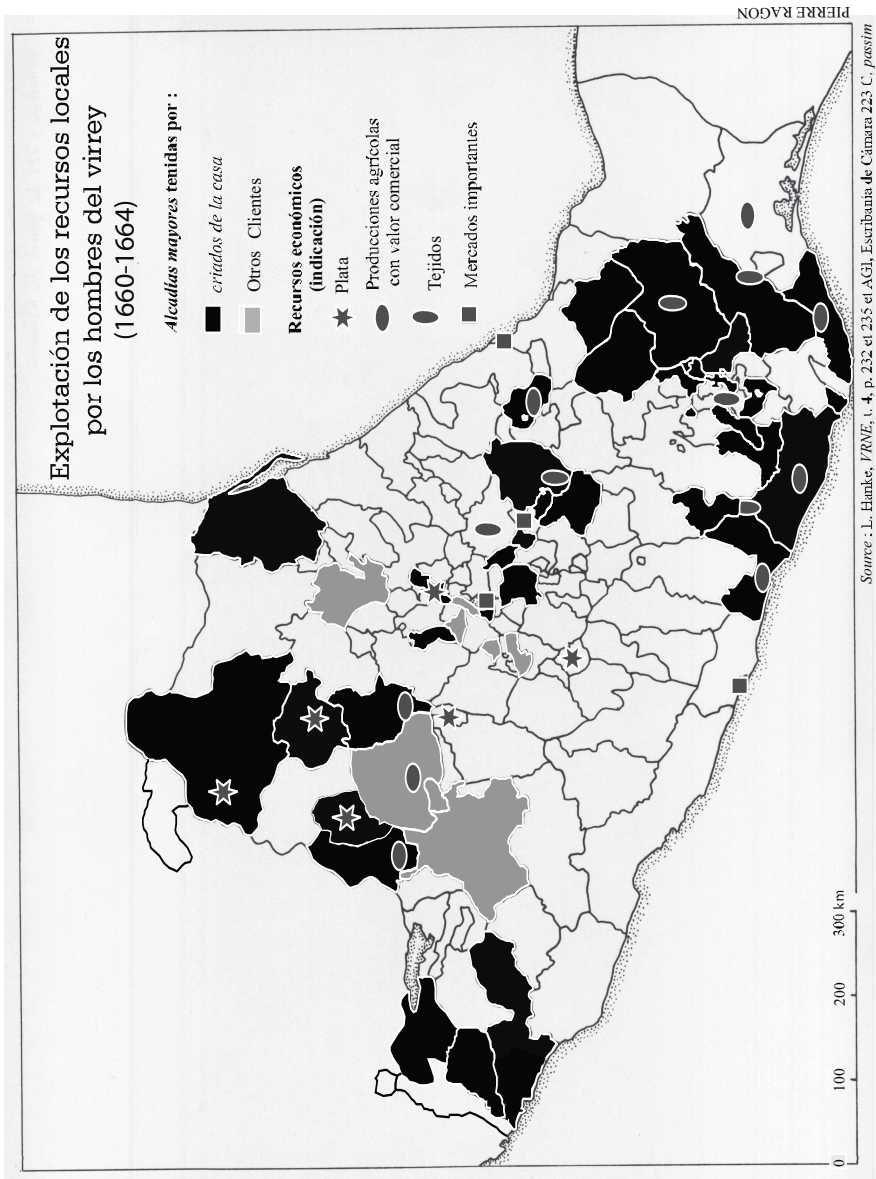 Explotación de los recursos locales
por los hombres del virrey
(1660-1664)
Alcadías mayores tenidas por :
criados de la casa
Otros Clientes
Recursos económicos
(indicación)
Plata
Producciones agrícolas
con valor comercial
Tejidos
Mercados importantes
0 100 200 300 km
Source : L. Hanke, VRNE, t. 4, p. 232 et 235 et AGI, Escribania de Cámara 223 C, passim
PIERRE RAGON